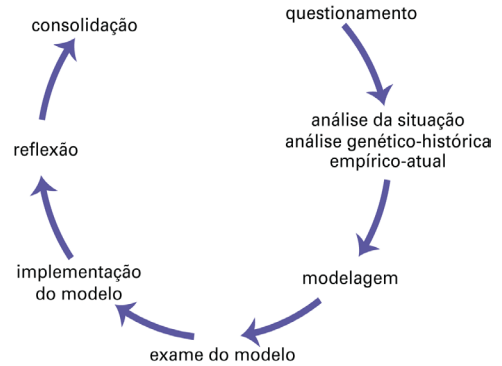 questionamento
análise da situação
análise genético-histórica
empírico-atual
modelagem
exame do modelo
implementação
do modelo
reflexão
consolidação